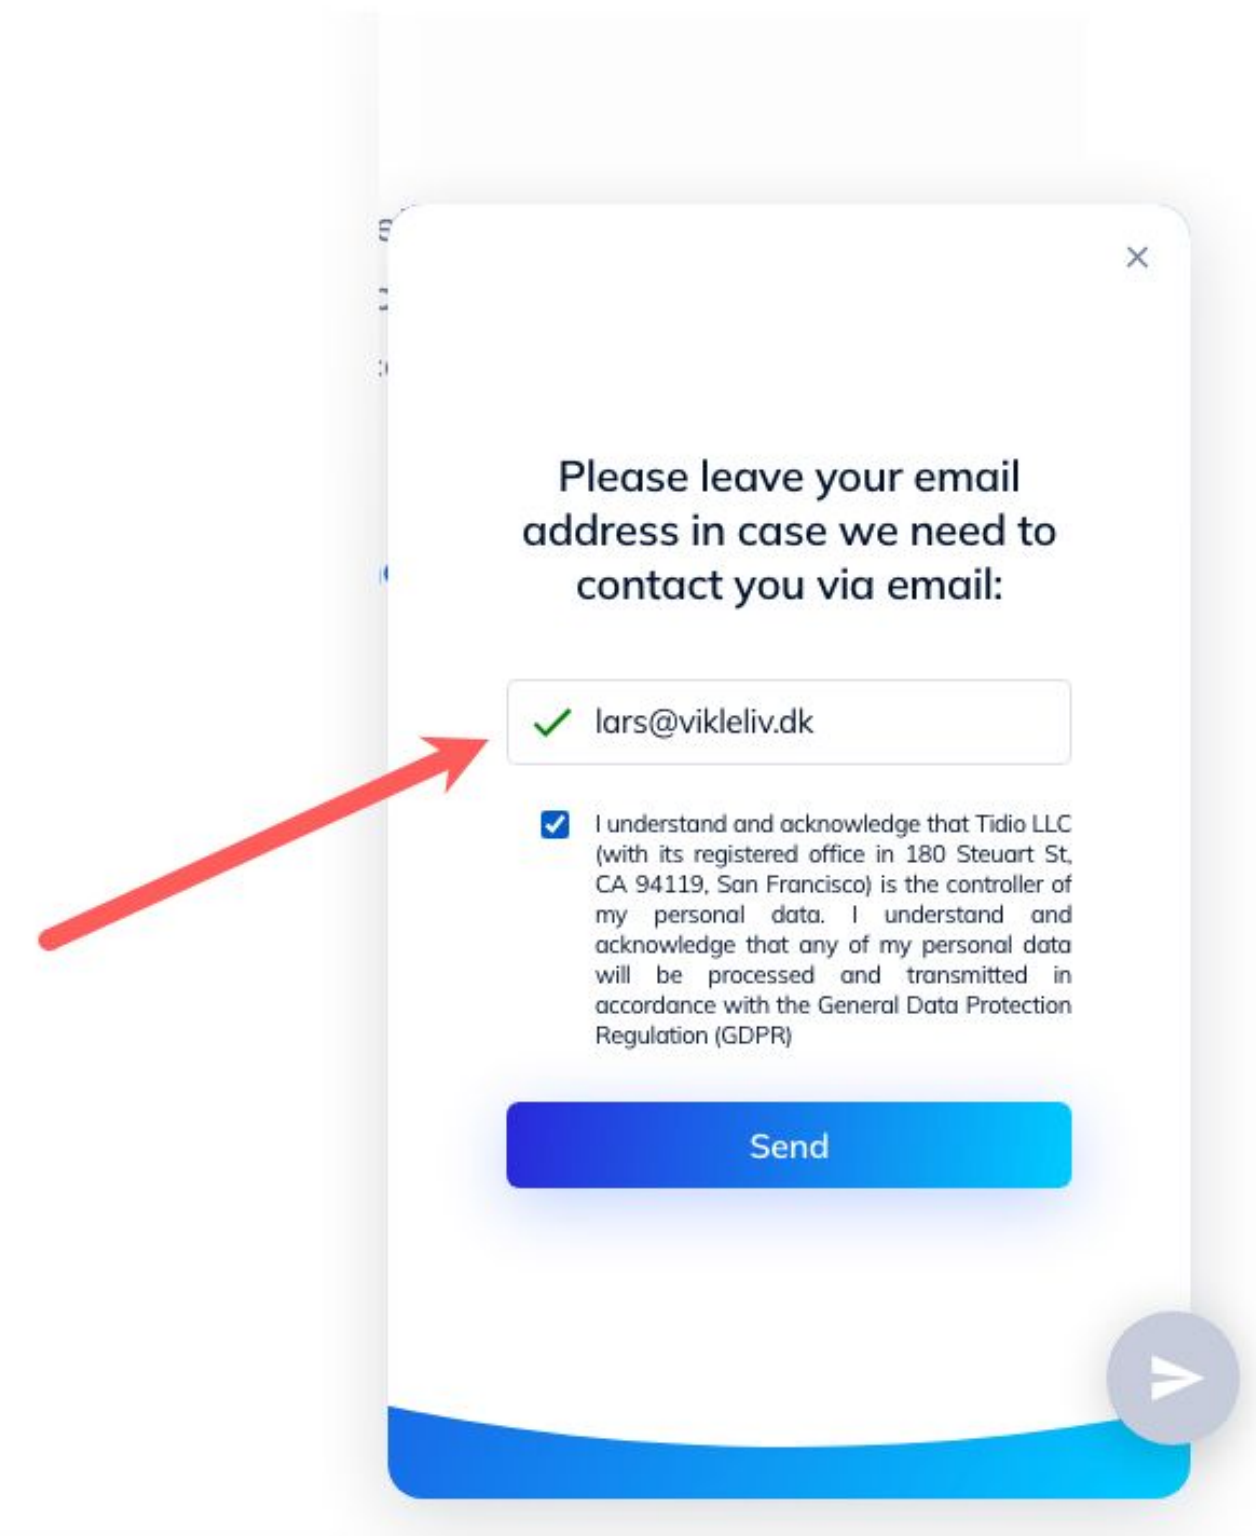 Please leave your email
address in case we need to
contact you via email:
lars@vikleliv.dk
I understand and acknowledge that Tidio LLC
(with its registered office in 180 Steuart St,
CA 94119, San Francisco) is the controller of
my personal data. I understand and
acknowledge that any of my personal data
will be processed and transmitted in
accordance with the General Data Protection
Regulation (GDPR)
Send